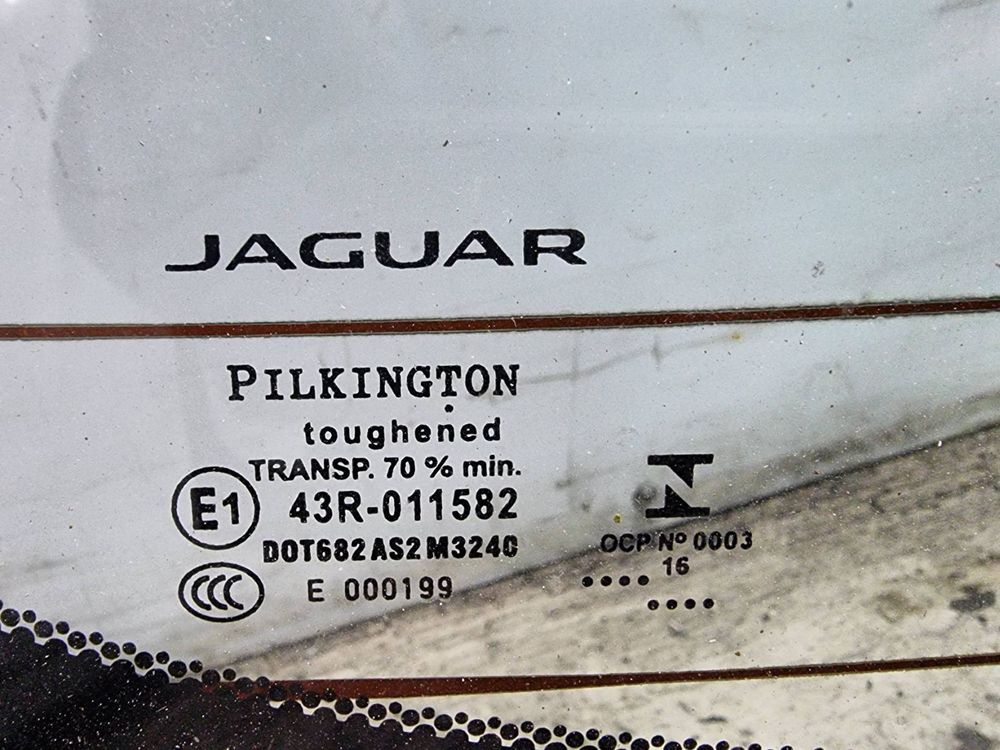 JAGUAR
PILKINGTON
toughened
TRANSP. 70 % min.
E1 43R-011582
DOT682 AS2 M3240
CCC E 000199
OCP Nº 0003
•••• 16
••••